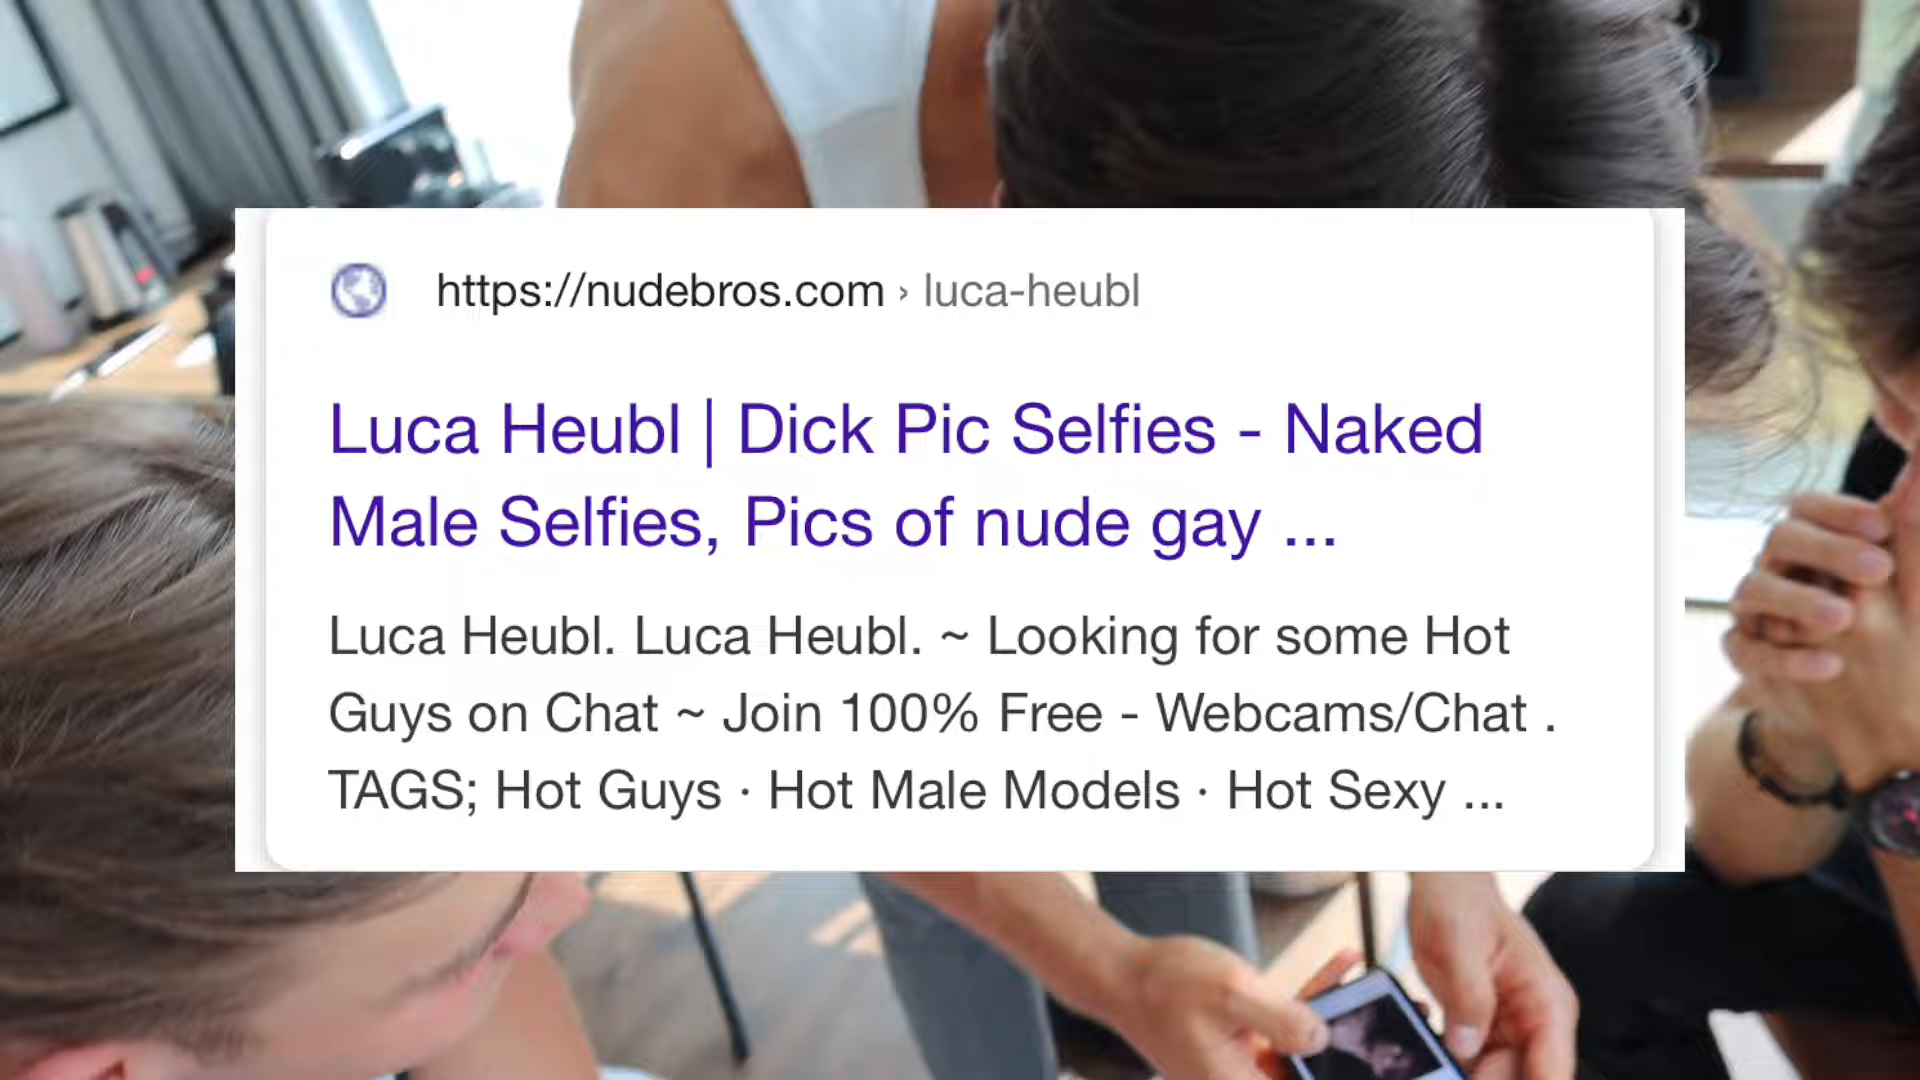 https://nudebros.com › luca-heubl
Luca Heubl | Dick Pic Selfies - Naked
Male Selfies, Pics of nude gay ...
Luca Heubl. Luca Heubl. ~ Looking for some Hot
Guys on Chat ~ Join 100% Free - Webcams/Chat .
TAGS; Hot Guys · Hot Male Models · Hot Sexy ...